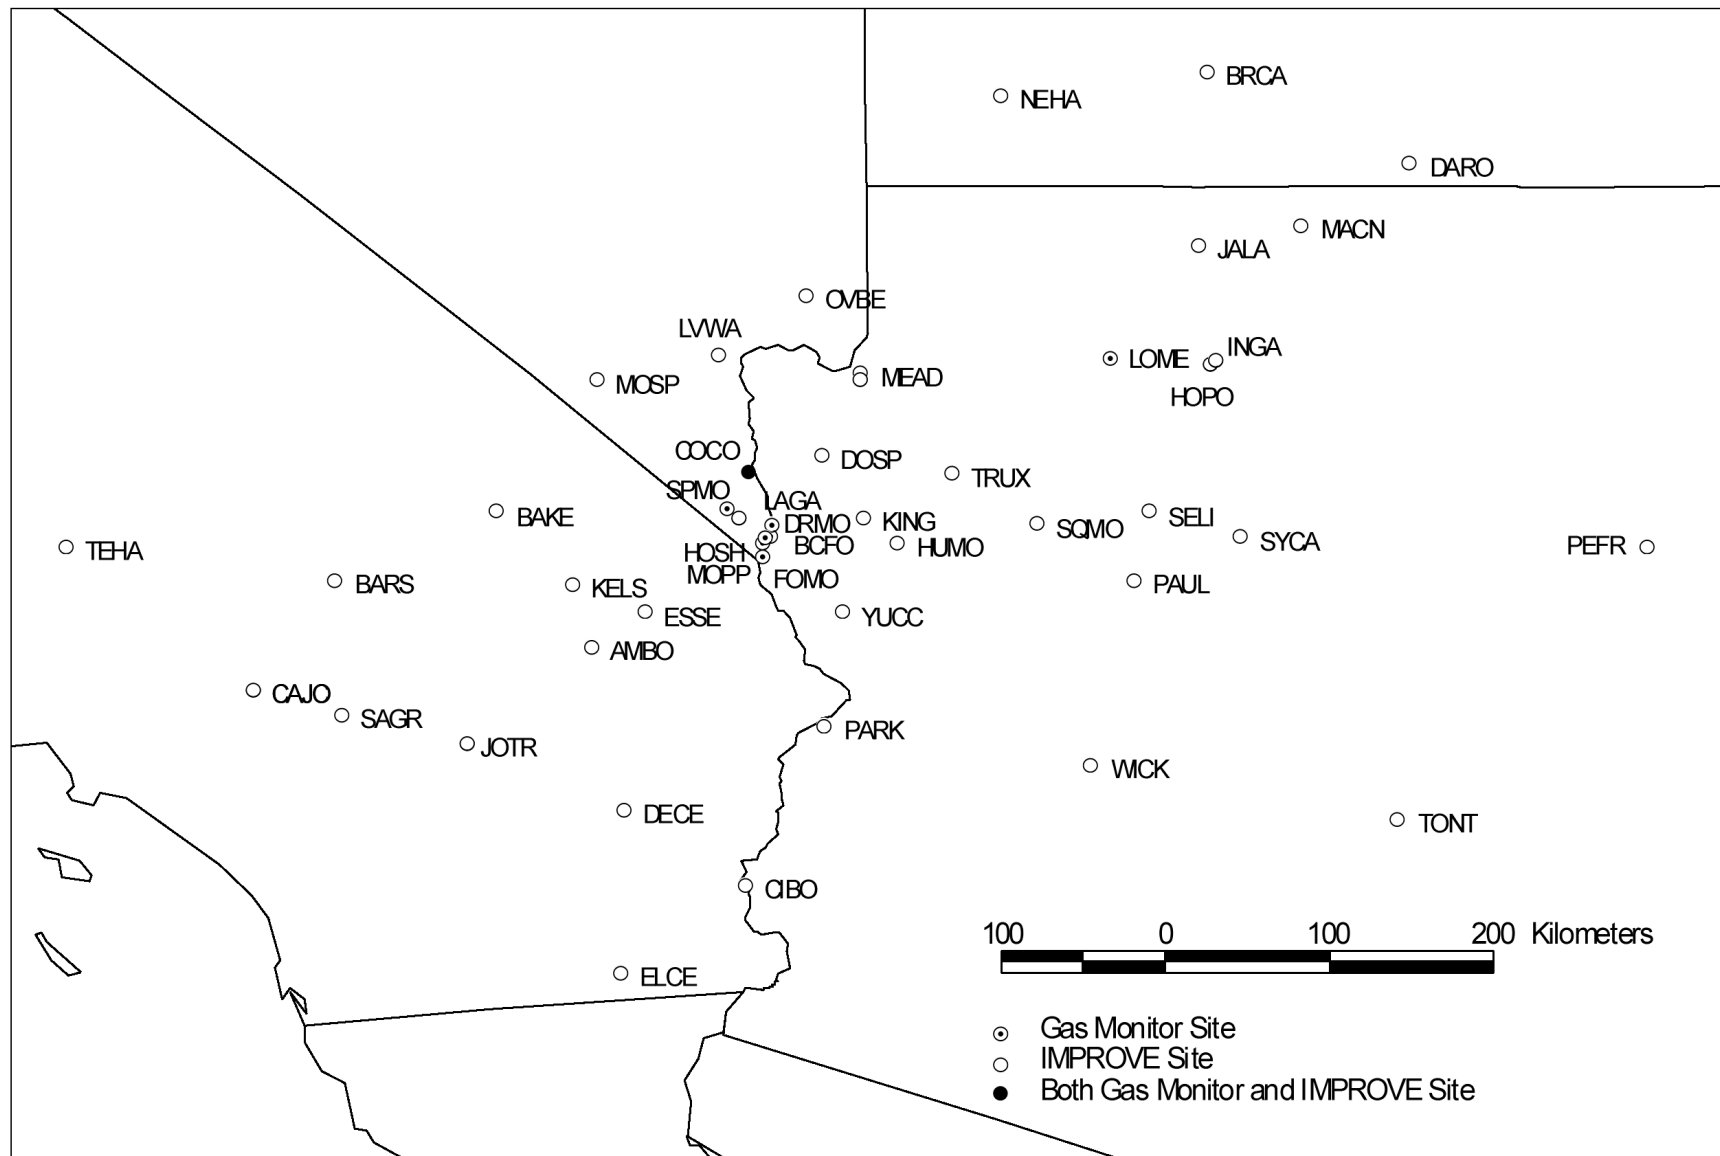 BRCA
NEHA
DARO
MACN
JALA
OVBE
LVWA
INGA
LOME
MEAD
MOSP
HOPO
COCO
DOSP
TRUX
SPMO
LAGA
BAKE
DRMO
KING
SELI
SQMO
SYCA
BCFO
HUMO
PEFR
TEHA
HOSH
MOPP
FOMO
BARS
KELS
PAUL
ESSE
YUCC
AMBO
CAJO
SAGR
PARK
JOTR
WICK
DECE
TONT
CIBO
100 0 100 200 Kilometers
ELCE
Gas Monitor Site
IMPROVE Site
Both Gas Monitor and IMPROVE Site